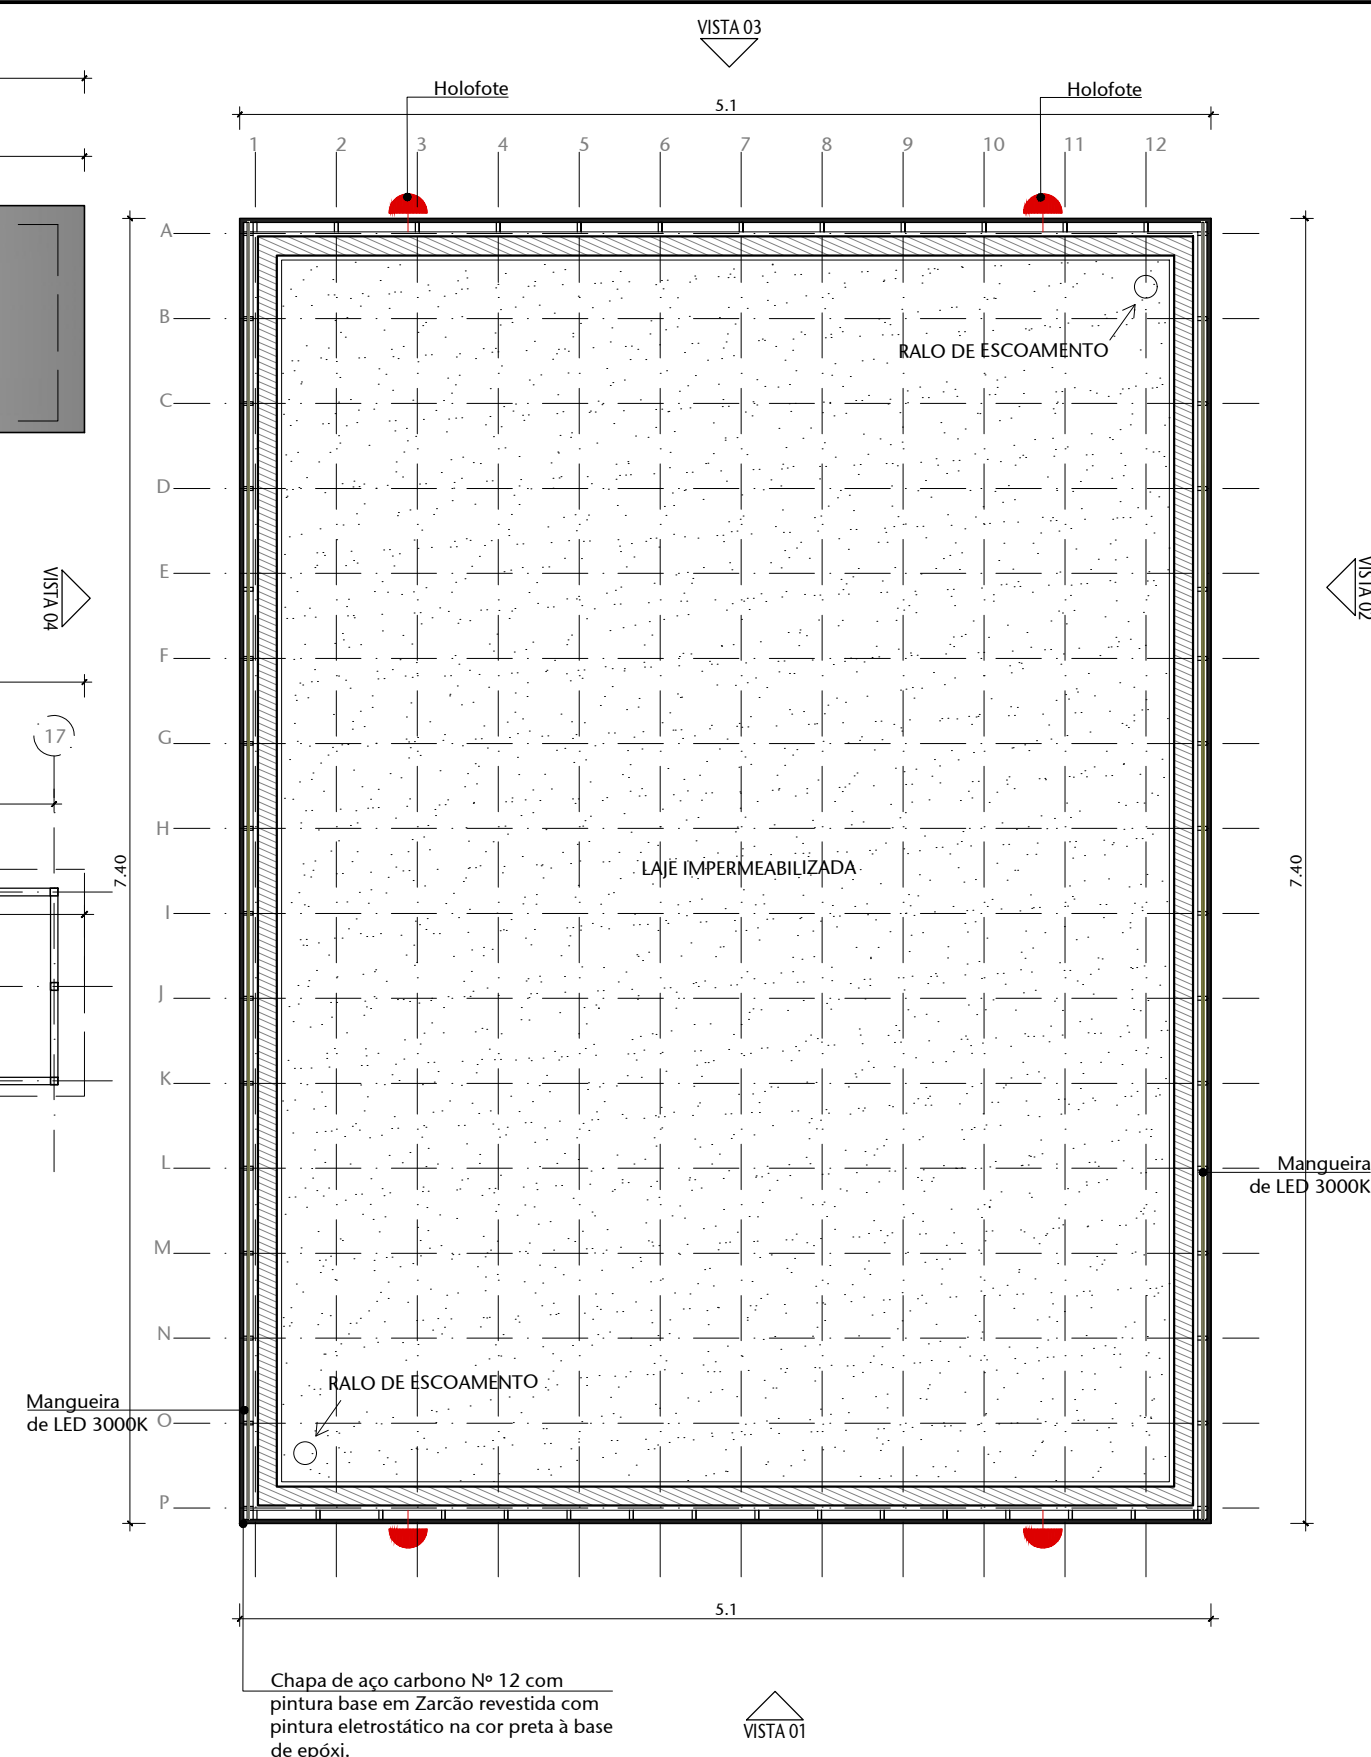 VISTA 03
Holofote
Holofote
5.1
1 2 3 4 5 6 7 8 9 10 11 12
A
B
RALO DE ESCOAMENTO
C
D
E
VISTA 04
VISTA 02
F
17
G
H
7.40
LAJE IMPERMEABILIZADA
7.40
I
J
K
L
Mangueira
de LED 3000K
M
N
RALO DE ESCOAMENTO
Mangueira
de LED 3000K
O
P
5.1
Chapa de aço carbono Nº 12 com
pintura base em Zarcão revestida com
pintura eletrostático na cor preta à base
de epóxi.
VISTA 01